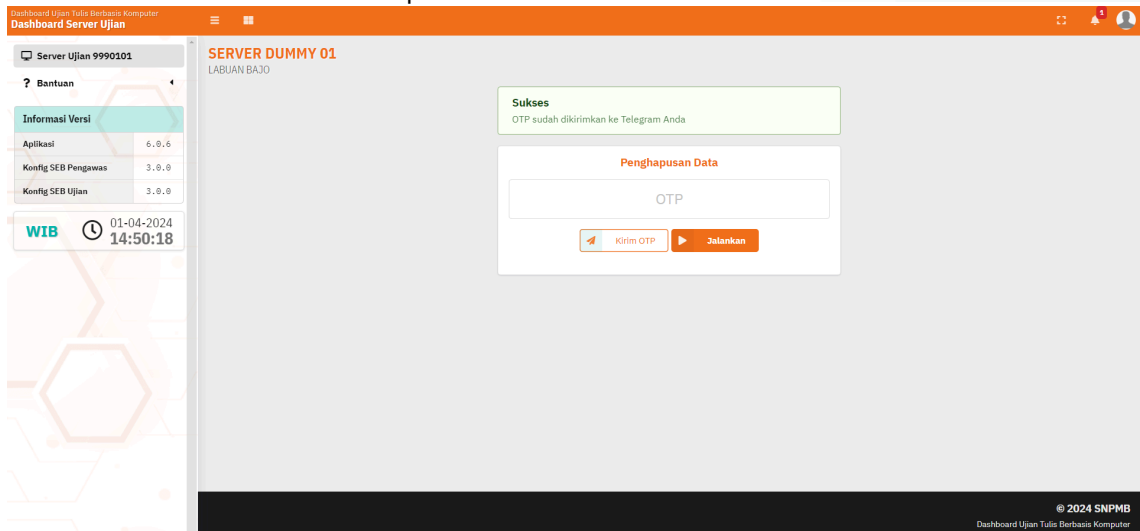 Dashboard Ujian Tulis Berbasis Komputer
Dashboard Server Ujian
1
Server Ujian 9990101
? Bantuan
Informasi Versi
Aplikasi 6.0.6
Konfig SEB Pengawas 3.0.0
Konfig SEB Ujian 3.0.0
WIB
01-04-2024
14:50:18
SERVER DUMMY 01
LABUAN BAJO
Sukses
OTP sudah dikirimkan ke Telegram Anda
Penghapusan Data
OTP
Kirim OTP
Jalankan
© 2024 SNPMB
Dashboard Ujian Tulis Berbasis Komputer